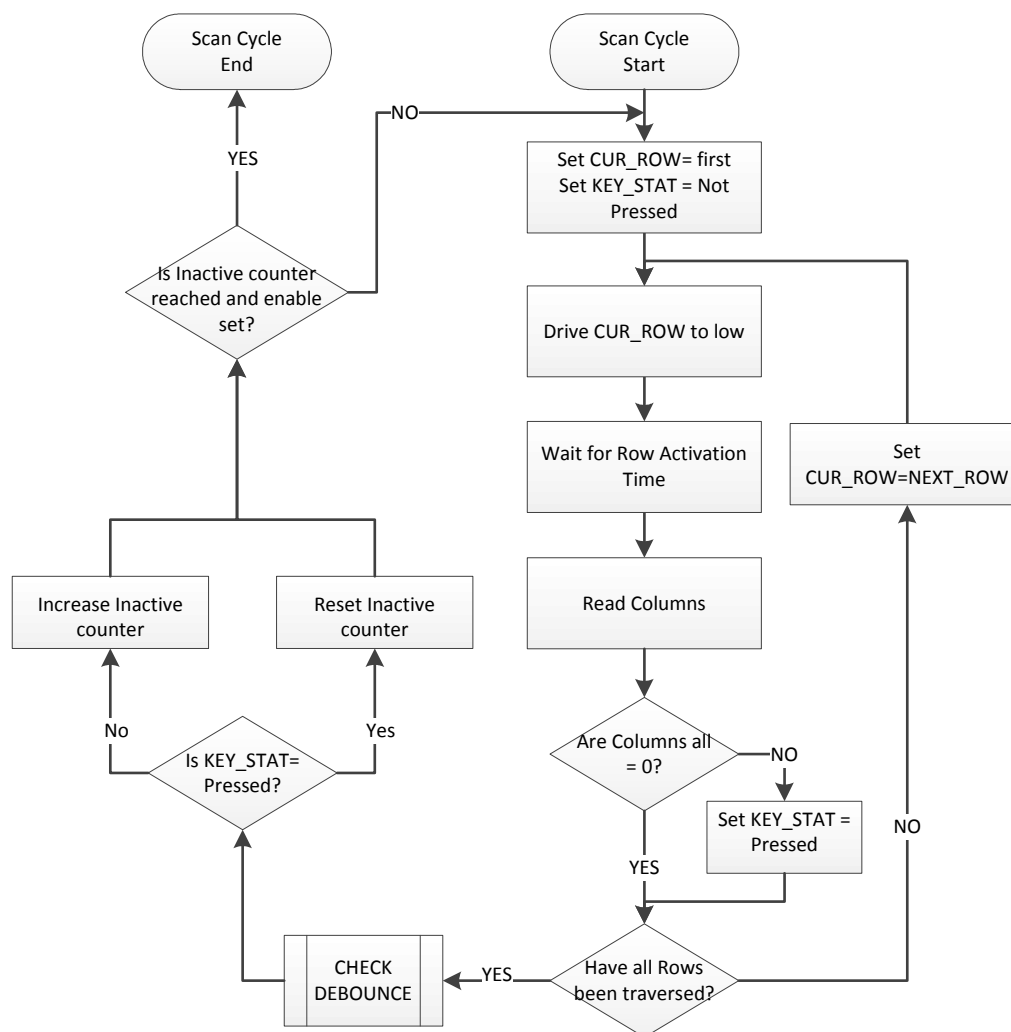 Scan Cycle
End
Scan Cycle
Start
NO
YES
Set CUR_ROW= first
Set KEY_STAT = Not
Pressed
Is Inactive counter
reached and enable
set?
Drive CUR_ROW to low
Wait for Row Activation
Time
Set
CUR_ROW=NEXT_ROW
Increase Inactive
counter
Reset Inactive
counter
Read Columns
No
Yes
Is KEY_STAT=
Pressed?
Are Columns all
= 0?
NO
Set KEY_STAT =
Pressed
NO
YES
CHECK
DEBOUNCE
YES
Have all Rows
been traversed?